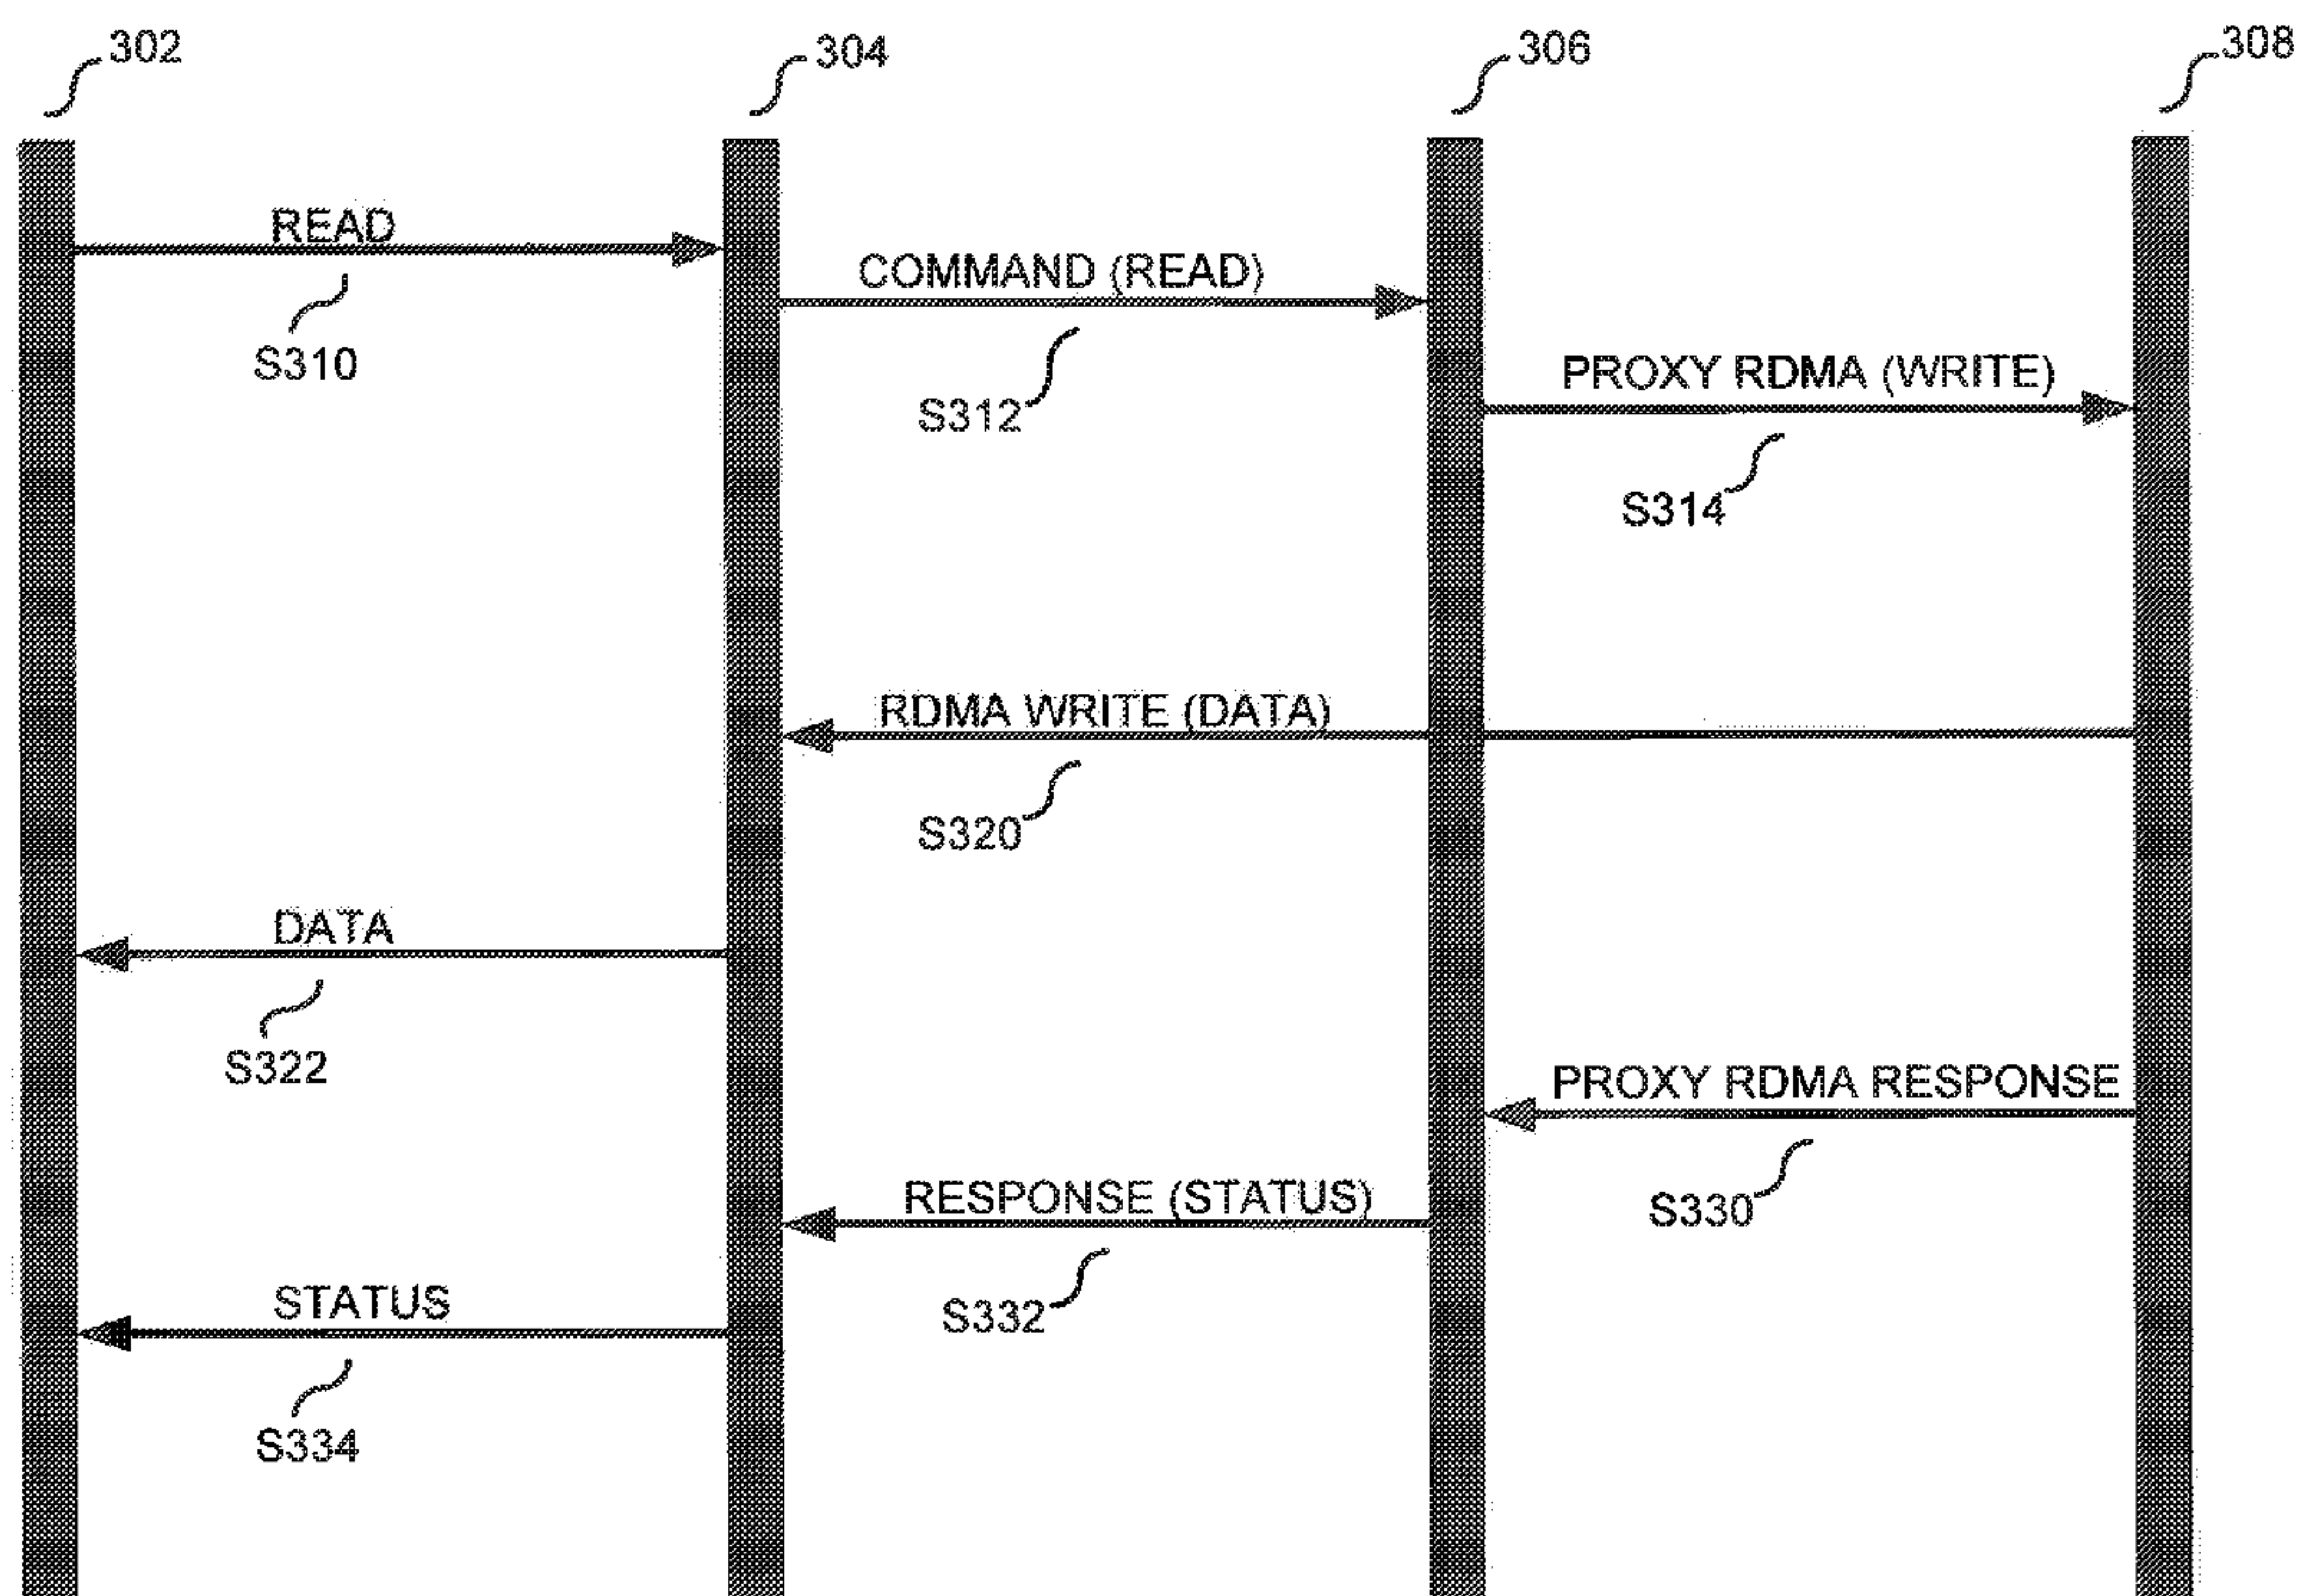 302
304
306
308
READ
S310
COMMAND (READ)
S312
PROXY RDMA (WRITE)
S314
RDMA WRITE (DATA)
S320
DATA
S322
PROXY RDMA RESPONSE
S330
RESPONSE (STATUS)
S332
STATUS
S334